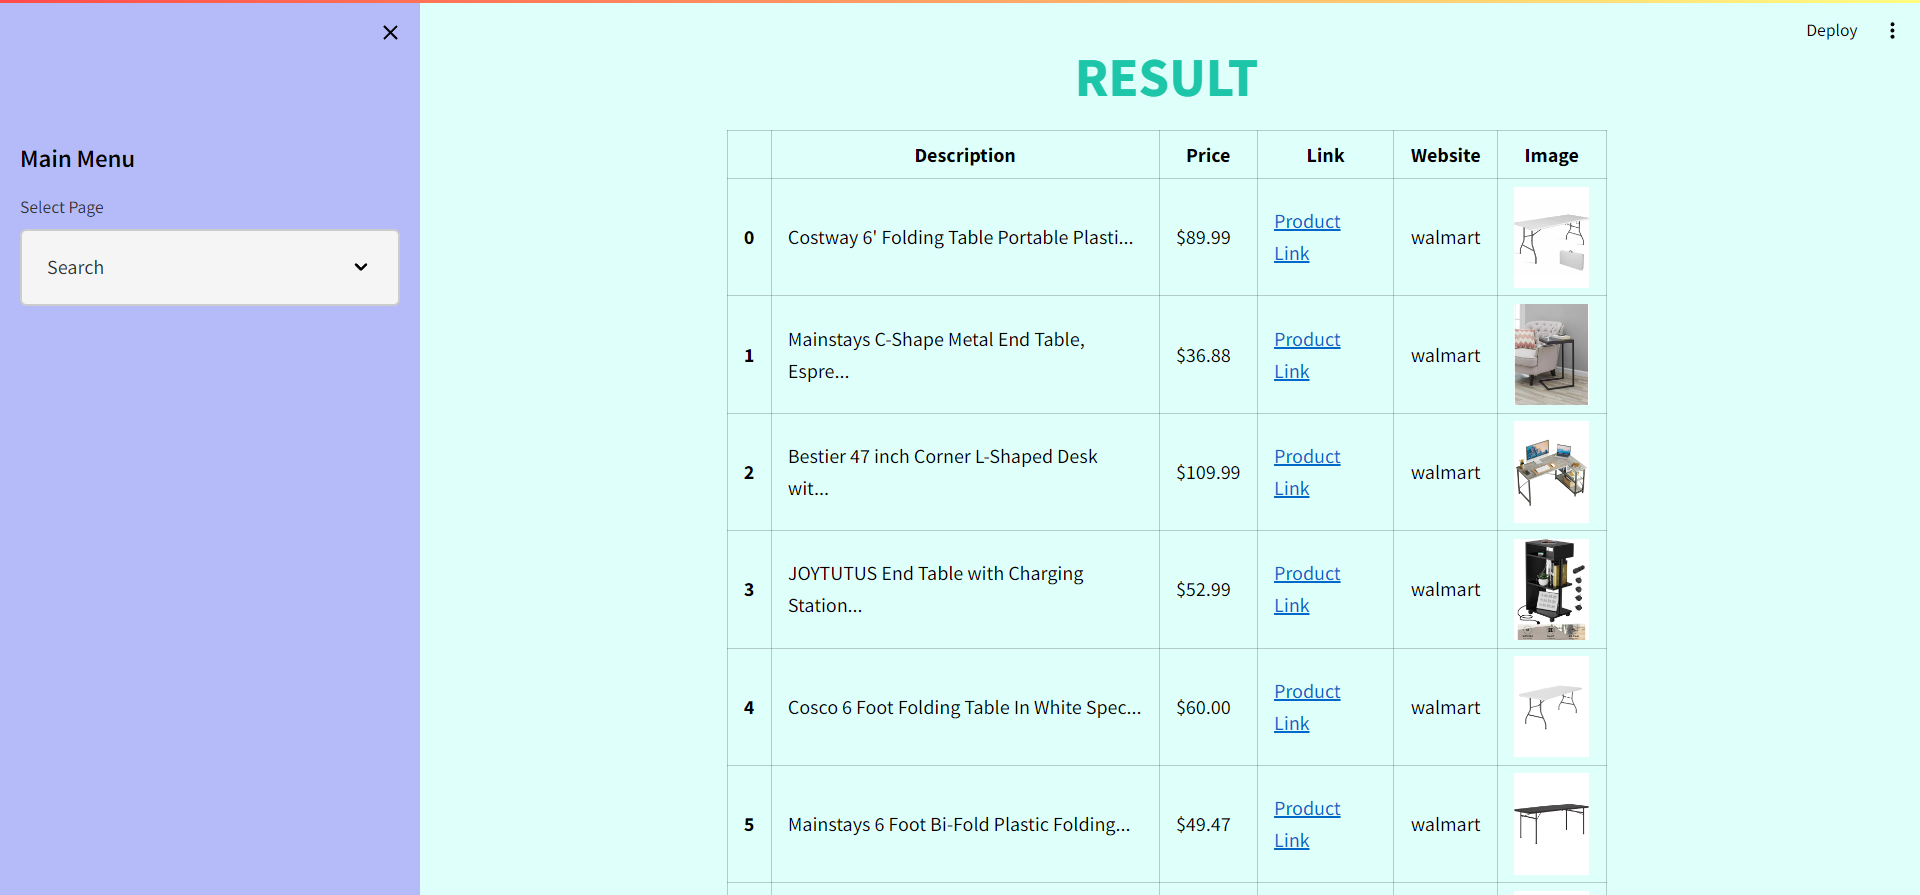 Deploy
RESULT
Main Menu
Select Page
Search
Description Price Link Website Image
0 Costway 6' Folding Table Portable Plasti... $89.99 Product Link walmart
1 Mainstays C-Shape Metal End Table, Espre... $36.88 Product Link walmart
2 Bestier 47 inch Corner L-Shaped Desk wit... $109.99 Product Link walmart
3 JOYTUTUS End Table with Charging Station... $52.99 Product Link walmart
4 Cosco 6 Foot Folding Table In White Spec... $60.00 Product Link walmart
5 Mainstays 6 Foot Bi-Fold Plastic Folding... $49.47 Product Link walmart